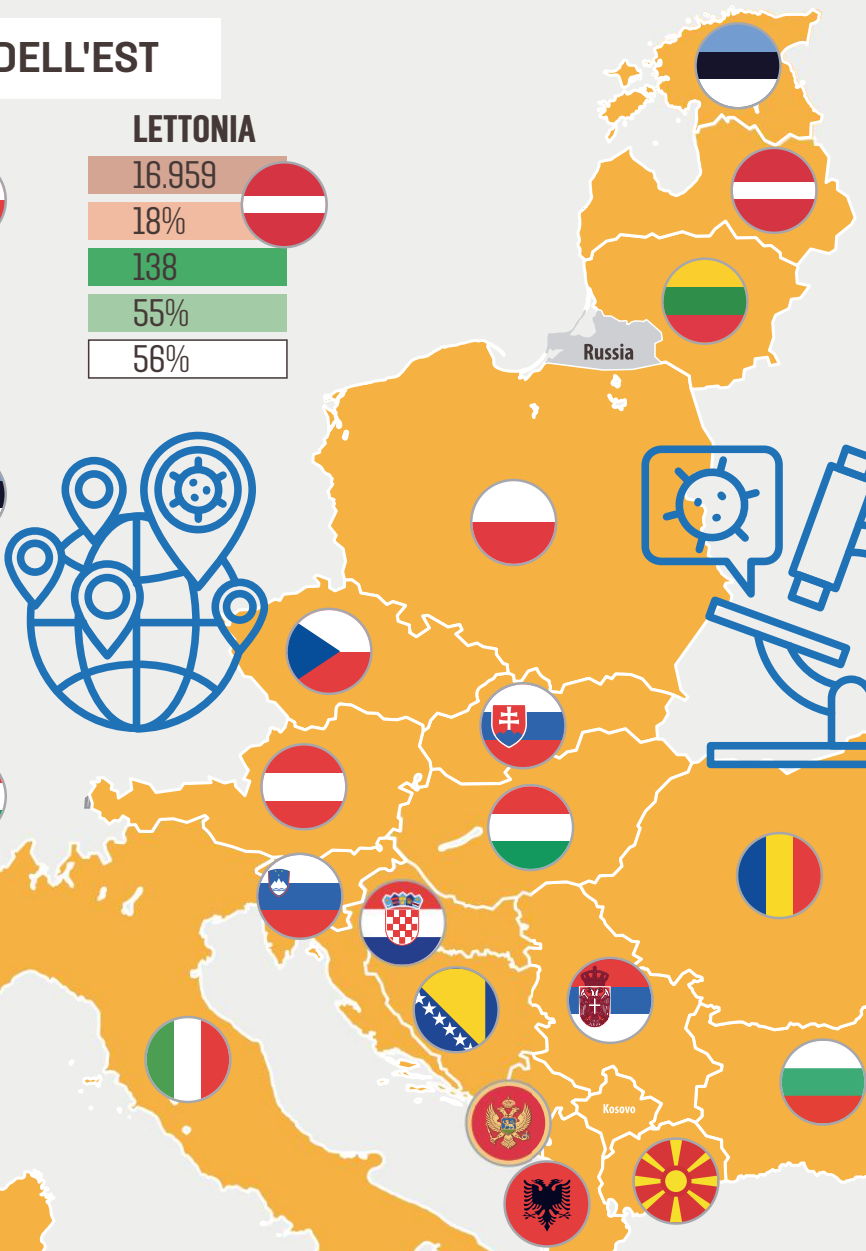 DELL'EST
LETTONIA
16.959
18%
138
55%
56%
Russia
Kosovo